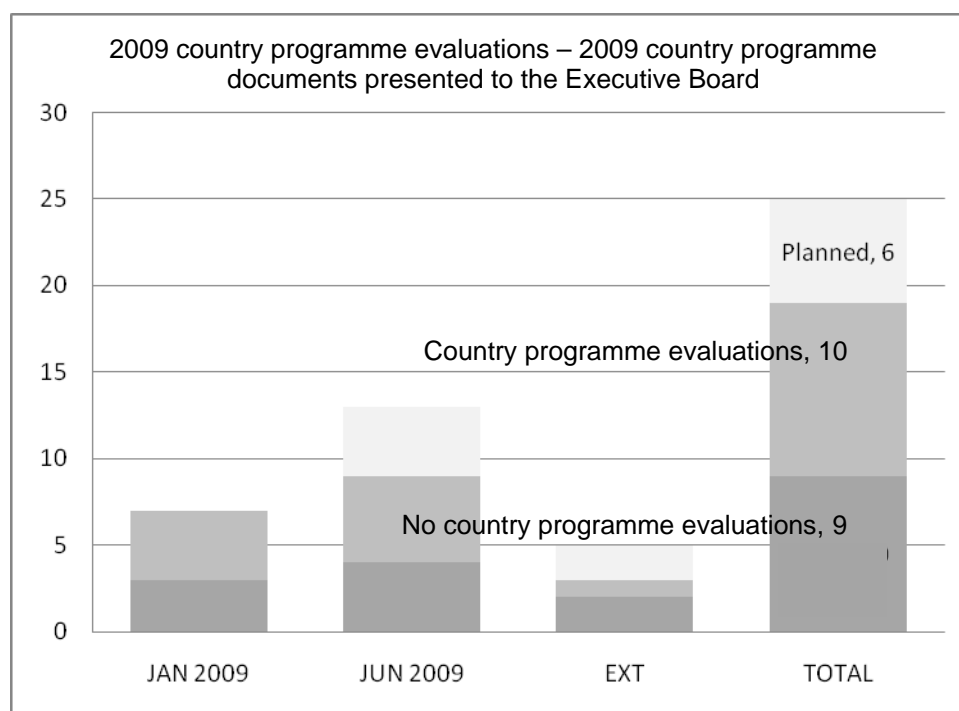 2009 country programme evaluations – 2009 country programme
documents presented to the Executive Board
30
25
20
15
10
5
0
Planned, 6
Country programme evaluations, 10
No country programme evaluations, 9
JAN 2009
JUN 2009
EXT
TOTAL